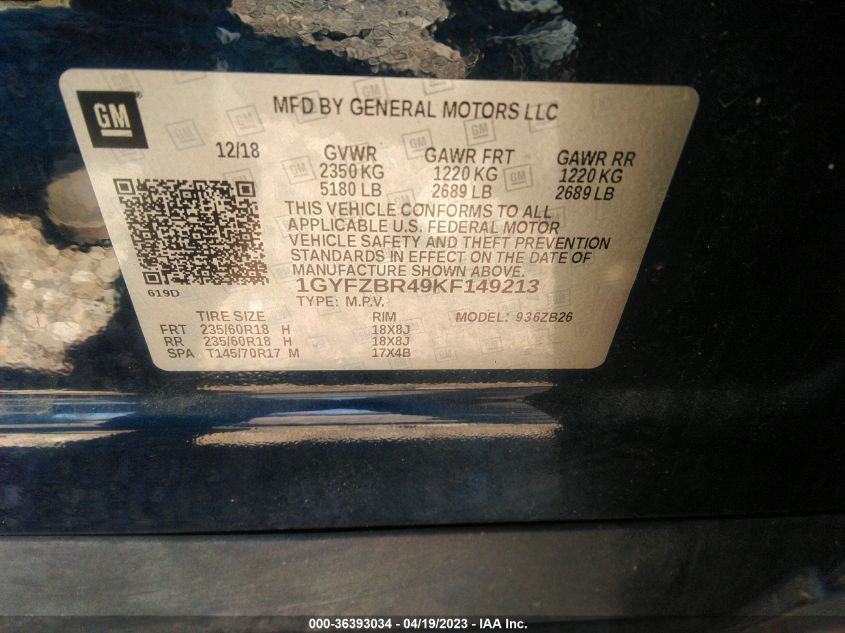 GM
MFD BY GENERAL MOTORS LLC
12/18 GVWR GAWR FRT GAWR RR
2350 KG 1220 KG 1220 KG
5180 LB 2689 LB 2689 LB
THIS VEHICLE CONFORMS TO ALL
APPLICABLE U.S. FEDERAL MOTOR
VEHICLE SAFETY AND THEFT PREVENTION
STANDARDS IN EFFECT ON THE DATE OF
MANUFACTURE SHOWN ABOVE.
619D 1GYFZBR49KF149213
TYPE: M.P.V.
TIRE SIZE RIM MODEL: 936ZB26
FRT 235/60R18 H 18X8J
RR 235/60R18 H 18X8J
SPA T145/70R17 M 17X4B
000-36393034 - 04/19/2023 - IAA Inc.